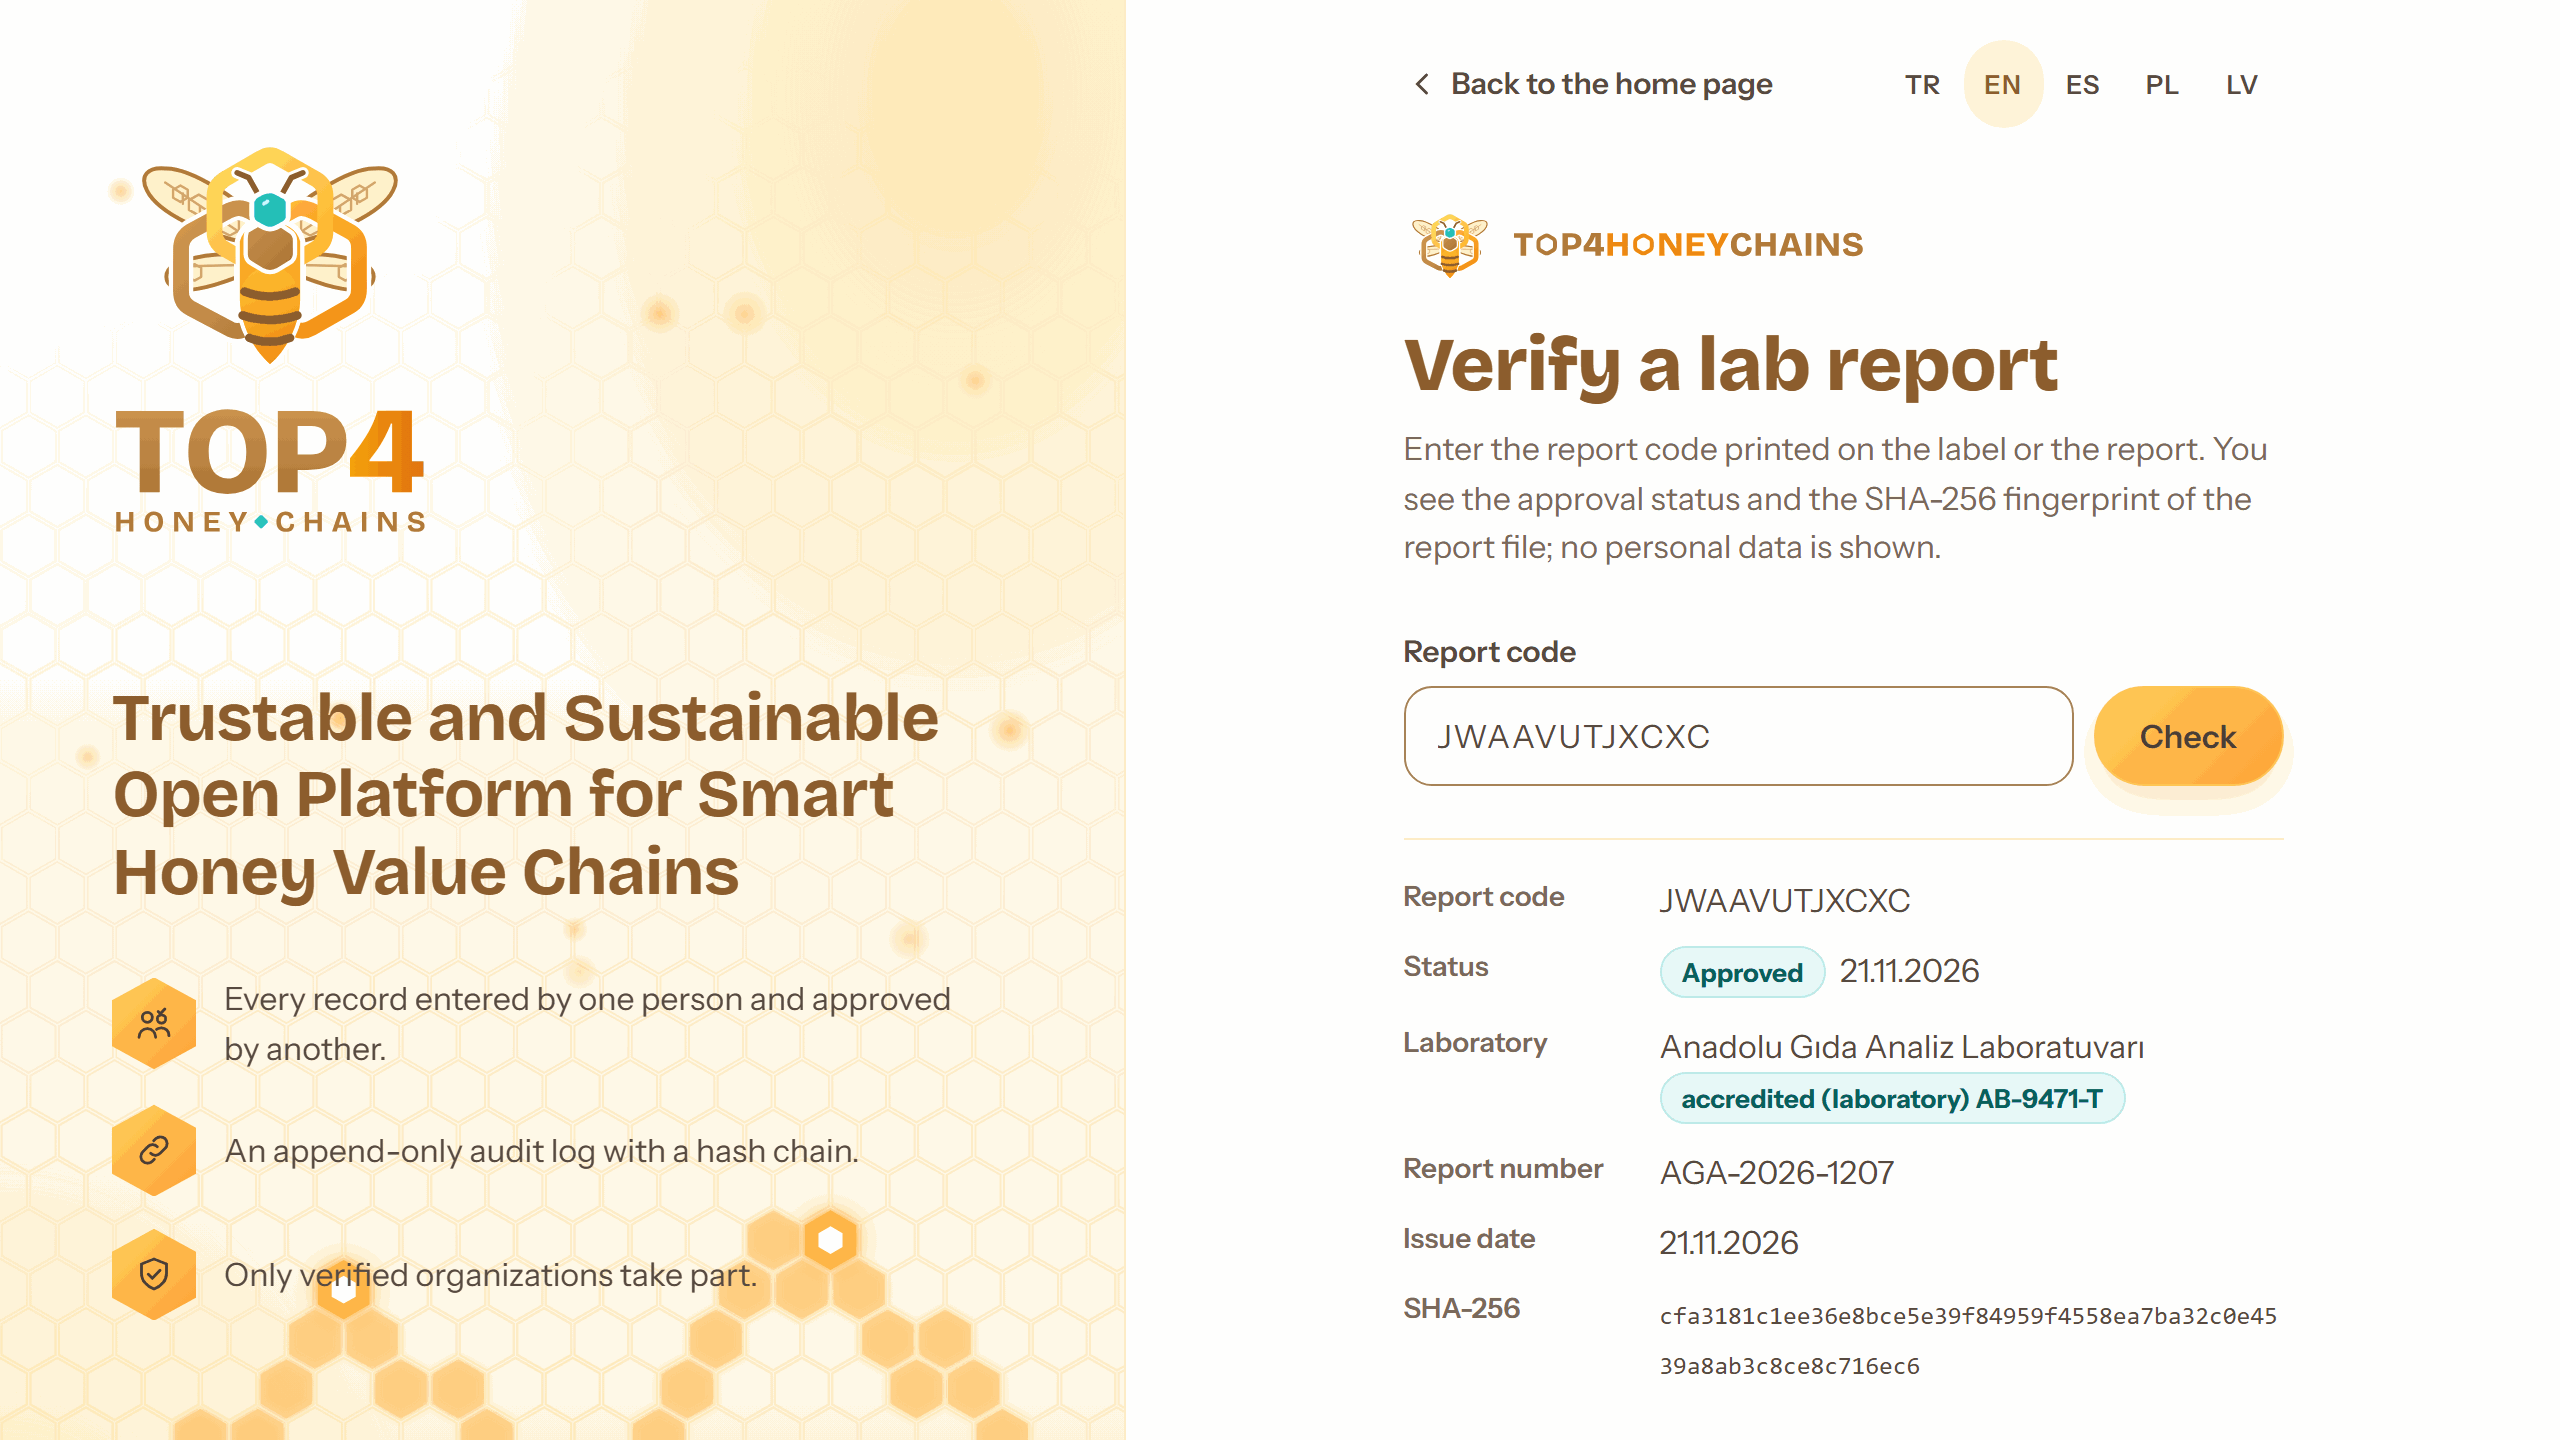 TOP4
HONEY CHAINS
Trustable and Sustainable
Open Platform for Smart
Honey Value Chains
Every record entered by one person and approved
by another.
An append-only audit log with a hash chain.
Only verified organizations take part.
Back to the home page
TR EN ES PL LV
TOP4HONEYCHAINS
Verify a lab report
Enter the report code printed on the label or the report. You
see the approval status and the SHA-256 fingerprint of the
report file; no personal data is shown.
Report code
JWAAVUTJXCXC
Check
Report code JWAAVUTJXCXC
Status Approved 21.11.2026
Laboratory Anadolu Gıda Analiz Laboratuvarı
accredited (laboratory) AB-9471-T
Report number AGA-2026-1207
Issue date 21.11.2026
SHA-256 cfa3181c1ee36e8bce5e39f84959f4558ea7ba32c0e45
39a8ab3c8ce8c716ec6